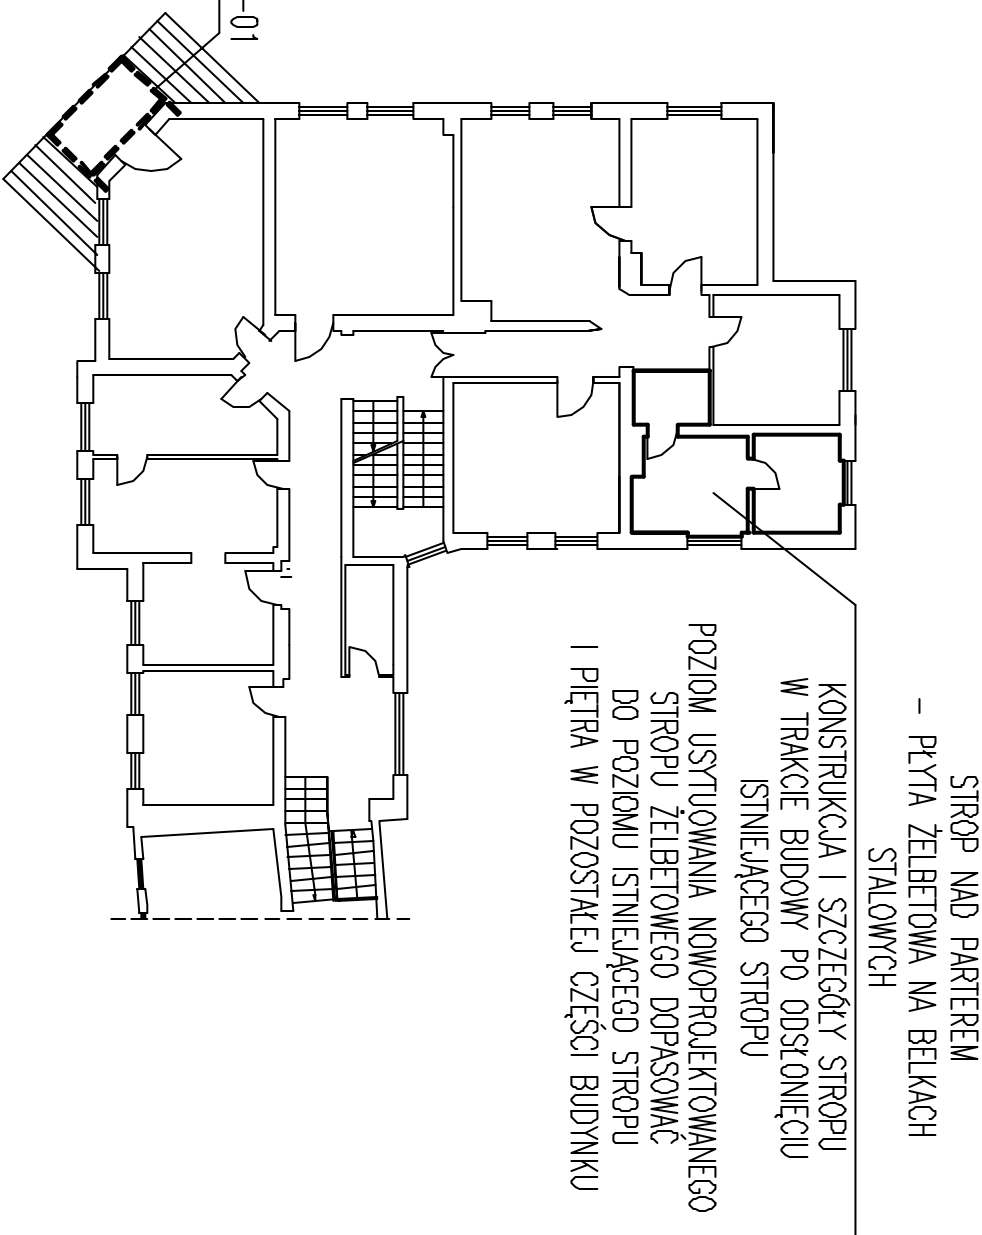 STROP NAD PARTEREM
- PŁYTA ŻELBETOWA NA BELKACH
STALOWYCH
KONSTRUKCJA I SZCZEGÓŁY STROPU
W TRAKCIE BUDOWY PO ODSŁONIĘCIU
ISTNIEJĄCEGO STROPU
POZIOM USYTUOWANIA NOWOPROJEKTOWANEGO
STROPU ŻELBETOWEGO DOPASOWAĆ
DO POZIOMU ISTNIEJĄCEGO STROPU
I PIĘTRA W POZOSTAŁEJ CZĘŚCI BUDYNKU
-01